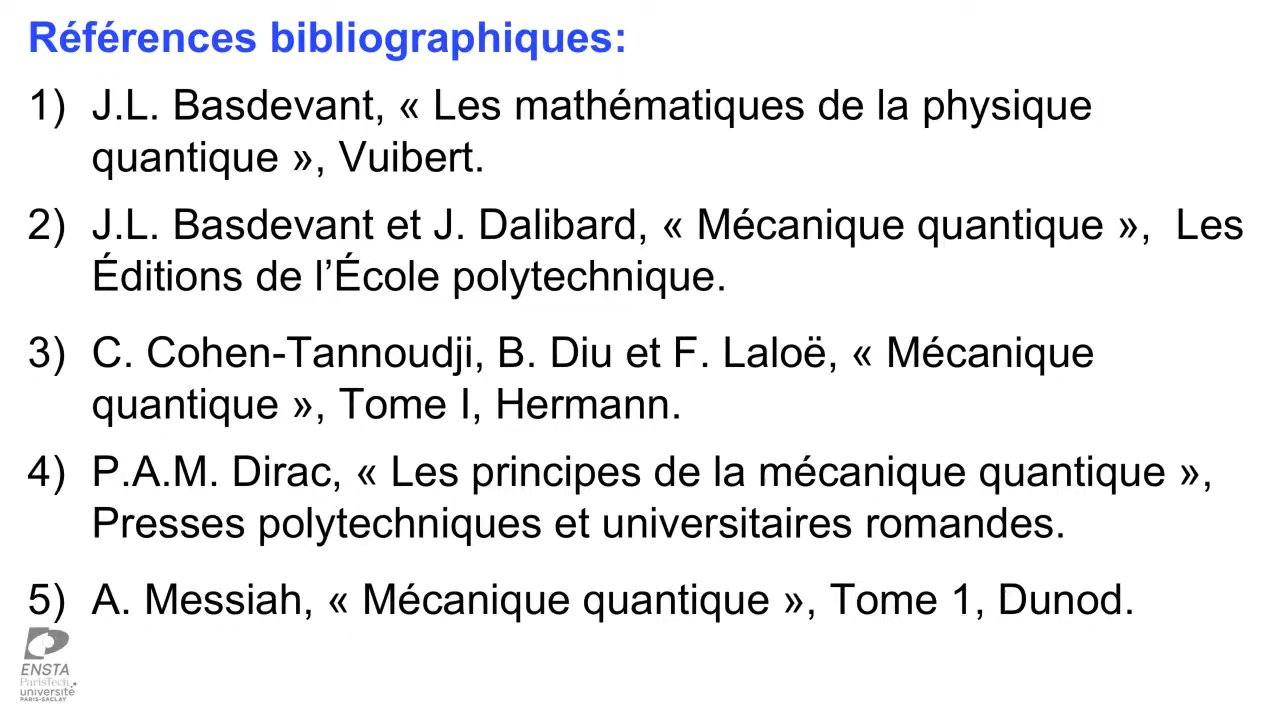 Références bibliographiques:
1) J.L. Basdevant, « Les mathématiques de la physique
quantique », Vuibert.
2) J.L. Basdevant et J. Dalibard, « Mécanique quantique », Les
Éditions de l’École polytechnique.
3) C. Cohen-Tannoudji, B. Diu et F. Laloë, « Mécanique
quantique », Tome I, Hermann.
4) P.A.M. Dirac, « Les principes de la mécanique quantique »,
Presses polytechniques et universitaires romandes.
5) A. Messiah, « Mécanique quantique », Tome 1, Dunod.
ENSTA
ParisTech
université
PARIS-SACLAY